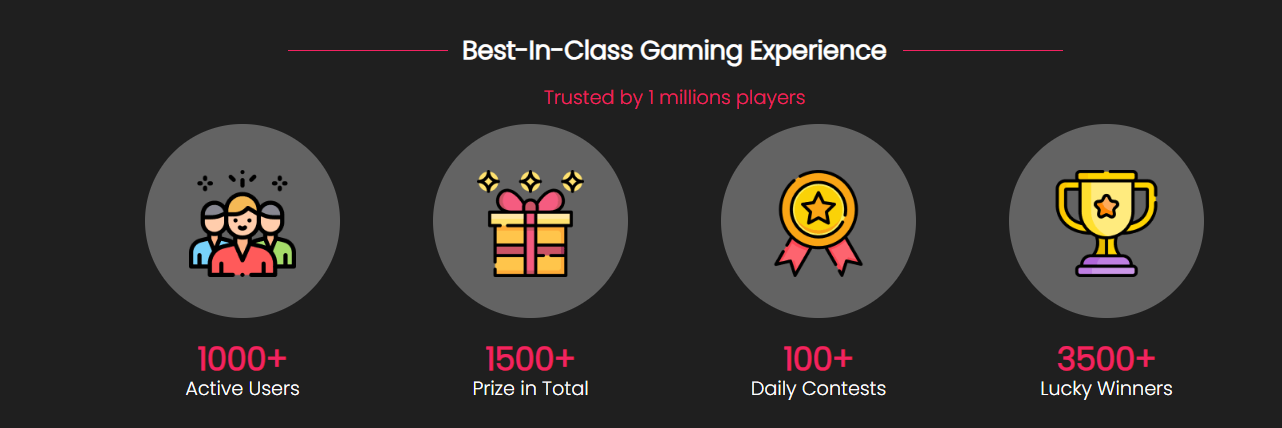 Best-In-Class Gaming Experience
Trusted by 1 millions players
1000+
Active Users
1500+
Prize in Total
100+
Daily Contests
3500+
Lucky Winners